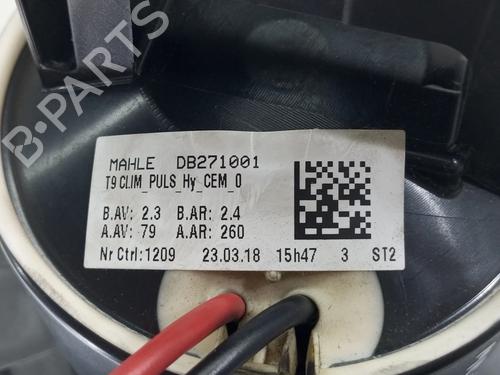 B-PARTS
MAHLE DB271001
T9 CLIM_PULS_Hy_CEM_0
B.AV: 2.3 B.AR: 2.4
A.AV: 79 A.AR: 260
Nr Ctrl:1209 23.03.18 15h47 3 ST2